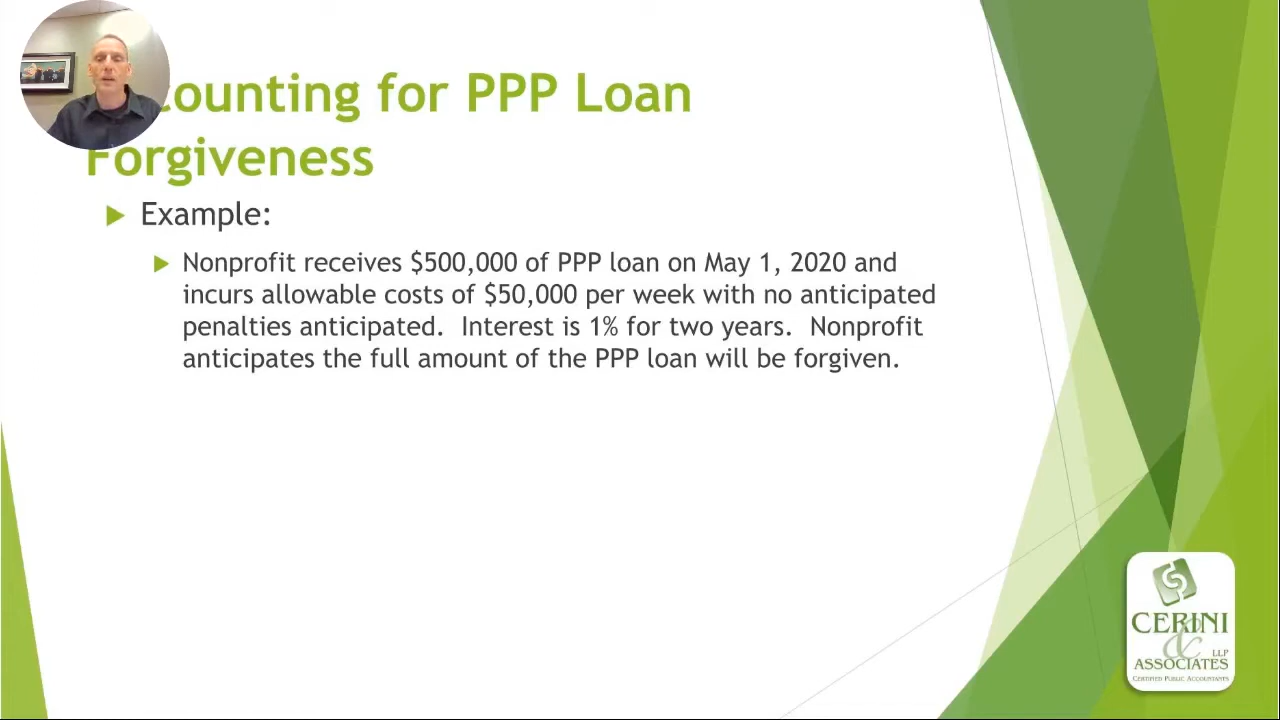 counting for PPP Loan
Forgiveness
Example:
Nonprofit receives $500,000 of PPP loan on May 1, 2020 and
incurs allowable costs of $50,000 per week with no anticipated
penalties anticipated.  Interest is 1% for two years.  Nonprofit
anticipates the full amount of the PPP loan will be forgiven.
CERINI
&
LLP
ASSOCIATES
CERTIFIED PUBLIC ACCOUNTANTS